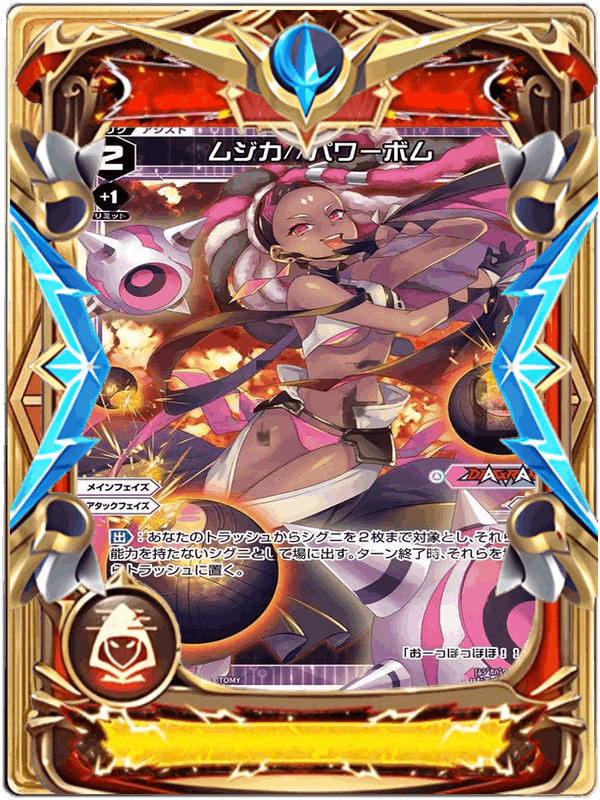 アシスト
2
ムジカ//パワーボム
+1
リミット
DIAGRAM
メインフェイズ
アタックフェイズ
出:あなたのトラッシュからシグニを2枚まで対象とし、それら
能力を持たないシグニとして場に出す。ターン終了時、それらを
らトラッシュに置く。
「おーっほっほほ!!
TOMY